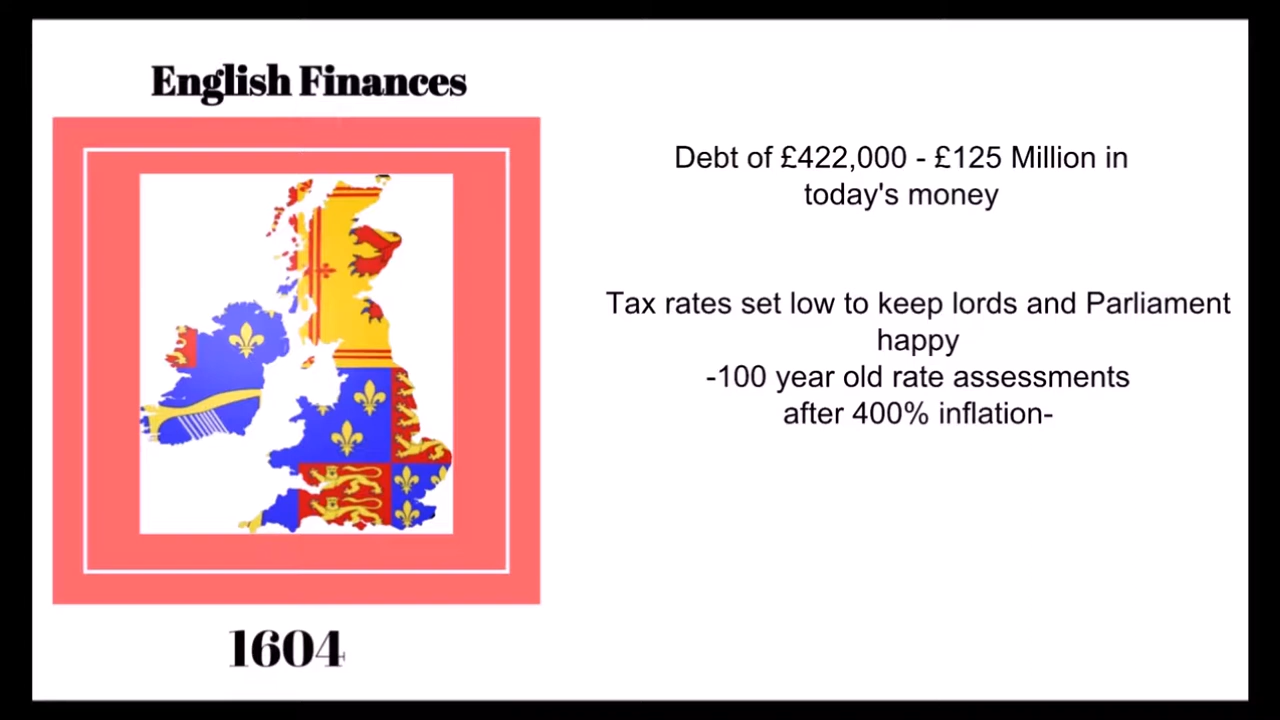 English Finances
Debt of £422,000 - £125 Million in
today's money
Tax rates set low to keep lords and Parliament
happy
-100 year old rate assessments
after 400% inflation-
1604